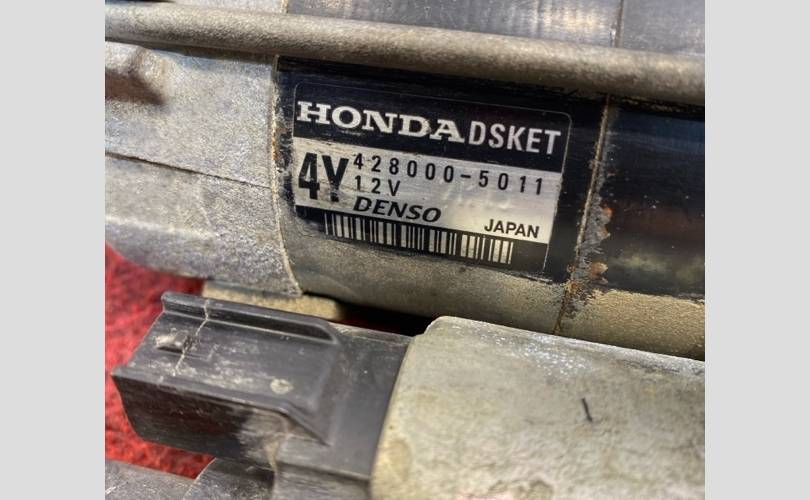 HONDA DSKET
4Y 428000-5011
12V
DENSO
JAPAN